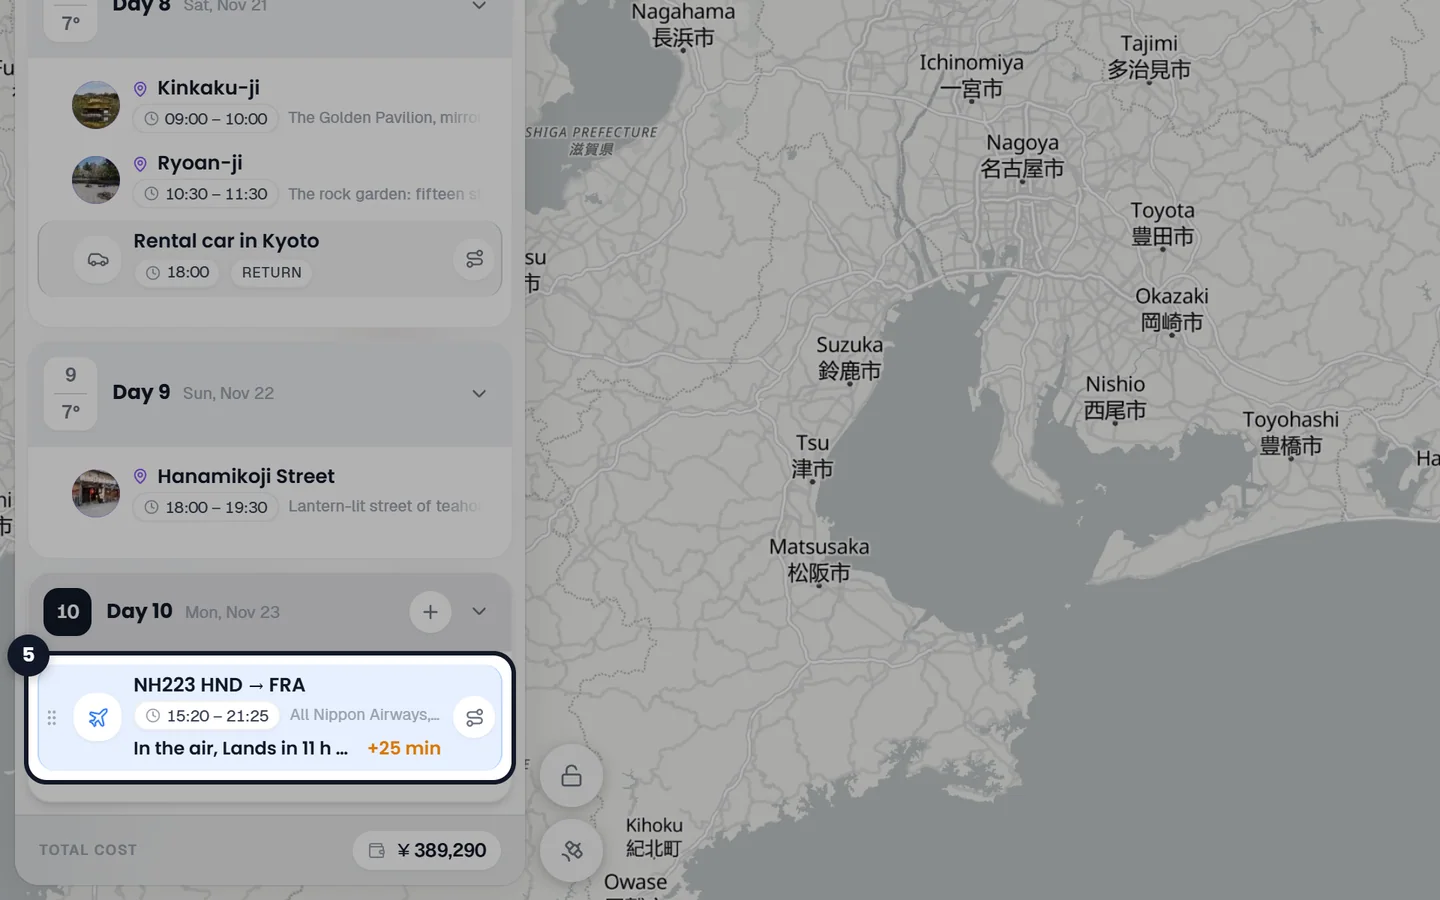 Day 8 Sat, Nov 21
7°
Kinkaku-ji
09:00 – 10:00 The Golden Pavilion, mirro
Ryoan-ji
10:30 – 11:30 The rock garden: fifteen s
Rental car in Kyoto
18:00 RETURN
9
7°
Day 9 Sun, Nov 22
Hanamikoji Street
18:00 – 19:30 Lantern-lit street of teaho
10
Day 10 Mon, Nov 23
5
NH223 HND → FRA
15:20 – 21:25 All Nippon Airways,...
In the air, Lands in 11 h ... +25 min
TOTAL COST
¥ 389,290
Nagahama
長浜市
Ichinomiya
一宮市
Tajimi
多治見市
SHIGA PREFECTURE
滋賀県
Nagoya
名古屋市
Toyota
豊田市
su
市
Okazaki
岡崎市
Suzuka
鈴鹿市
Nishio
西尾市
Toyohashi
豊橋市
Ha
Tsu
津市
Matsusaka
松阪市
Kihoku
紀北町
Owase